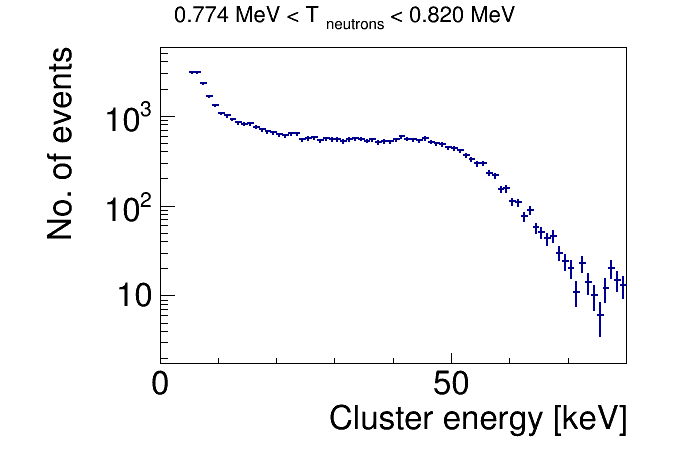 0.774 MeV < T neutrons < 0.820 MeV
No. of events
10³
10²
10
0 50
Cluster energy [keV]